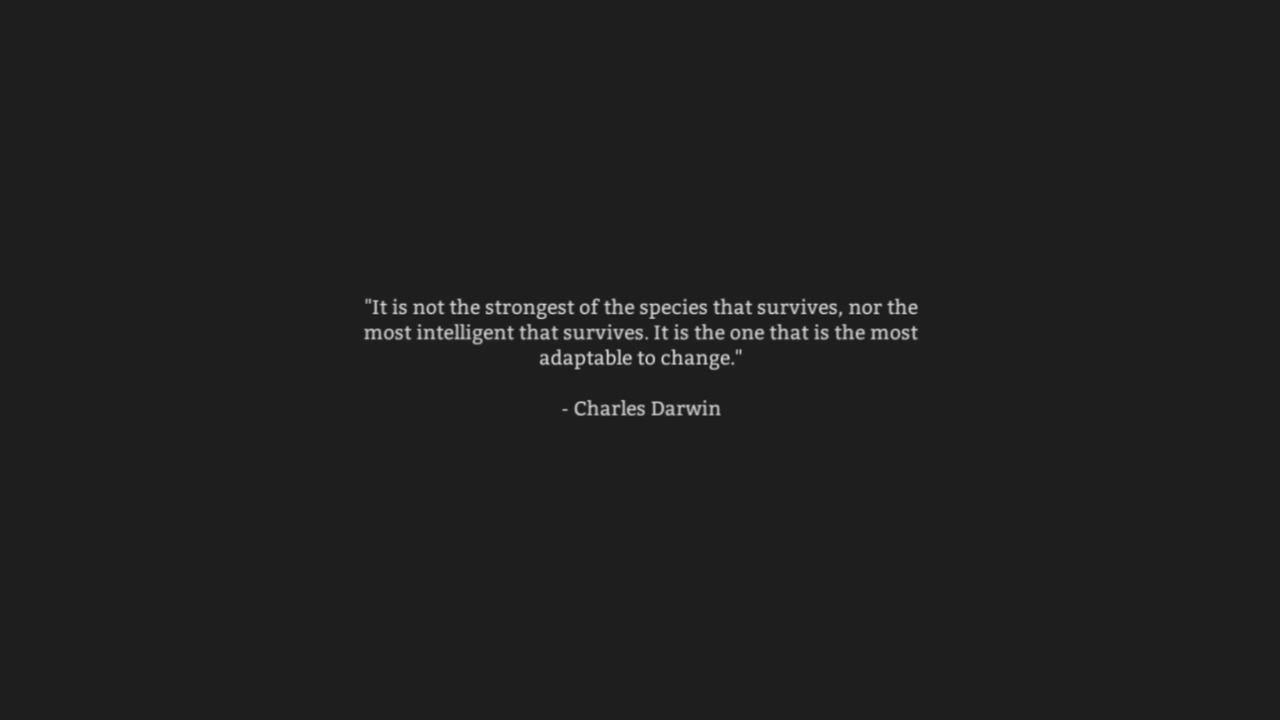 "It is not the strongest of the species that survives, nor the
most intelligent that survives. It is the one that is the most
adaptable to change."
- Charles Darwin